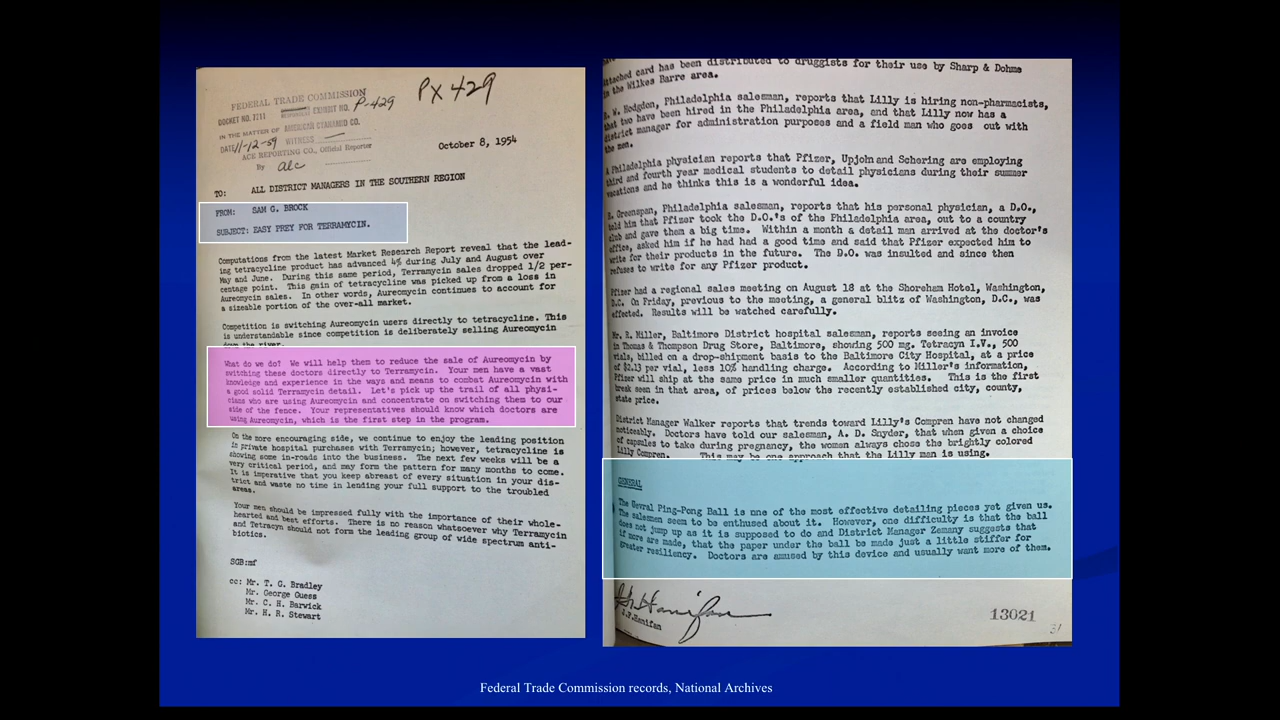 PX 429
FEDERAL TRADE COMMISSION
DOCKET NO. 7211 EXHIBIT NO. P-429
IN THE MATTER OF AMERICAN CYANAMID CO.
DATE 11-12-59 WITNESS
ACE REPORTING CO., Official Reporter
By alc
October 8, 1954
TO: ALL DISTRICT MANAGERS IN THE SOUTHERN REGION
FROM: SAM G. BROCK
SUBJECT: EASY PREY FOR TERRAMYCIN.
Computations from the latest Market Research Report reveal that the lead-
ing tetracycline product has advanced 4% during July and August over
May and June. During this same period, Terramycin sales dropped 1/2 per-
centage point. This gain of tetracycline was picked up from a loss in
Aureomycin sales. In other words, Aureomycin continues to account for
a sizeable portion of the over-all market.
Competition is switching Aureomycin users directly to tetracycline. This
is understandable since competition is deliberately selling Aureomycin
down the river.
What do we do? We will help them to reduce the sale of Aureomycin by
switching these doctors directly to Terramycin. Your men have a vast
knowledge and experience in the ways and means to combat Aureomycin with
a good solid Terramycin detail. Let's pick up the trail of all physi-
cians who are using Aureomycin and concentrate on switching them to our
side of the fence. Your representatives should know which doctors are
using Aureomycin, which is the first step in the program.
On the more encouraging side, we continue to enjoy the leading position
in private hospital purchases with Terramycin; however, tetracycline is
showing some in-roads into the business. The next few weeks will be a
very critical period, and may form the pattern for many months to come.
It is imperative that you keep abreast of every situation in your dis-
trict and waste no time in lending your full support to the troubled
areas.
Your men should be impressed fully with the importance of their whole-
hearted and best efforts. There is no reason whatsoever why Terramycin
and Tetracyn should not form the leading group of wide spectrum anti-
biotics.
SGB:mf
cc: Mr. T. G. Bradley
Mr. George Guess
Mr. C. H. Barwick
Mr. H. R. Stewart
attached card has been distributed to druggists for their use by Sharp & Dohme
in the Wilkes Barre area.
W. Hodgdon, Philadelphia salesman, reports that Lilly is hiring non-pharmacists,
that two have been hired in the Philadelphia area, and that Lilly now has a
district manager for administration purposes and a field man who goes out with
the men.
A Philadelphia physician reports that Pfizer, Upjohn and Schering are employing
third and fourth year medical students to detail physicians during their summer
vacations and he thinks this is a wonderful idea.
Greenspan, Philadelphia salesman, reports that his personal physician, a D.O.,
told him that Pfizer took the D.O.'s of the Philadelphia area, out to a country
club and gave them a big time. Within a month a detail man arrived at the doctor's
office, asked him if he had had a good time and said that Pfizer expected him to
write for their products in the future. The D.O. was insulted and since then
refuses to write for any Pfizer product.
Pfizer had a regional sales meeting on August 18 at the Shoreham Hotel, Washington,
D.C. On Friday, previous to the meeting, a general blitz of Washington, D.C., was
effected. Results will be watched carefully.
Mr. R. Miller, Baltimore District hospital salesman, reports seeing an invoice
in Thomas & Thompson Drug Store, Baltimore, showing 500 mg. Tetracyn I.V., 500
vials, billed on a drop-shipment basis to the Baltimore City Hospital, at a price
of $2.13 per vial, less 10% handling charge. According to Miller's information,
Pfizer will ship at the same price in much smaller quantities. This is the first
break seen in that area, of prices below the recently established city, county,
state price.
District Manager Walker reports that trends toward Lilly's Compren have not changed
noticeably. Doctors have told our salesman, A. D. Snyder, that when given a choice
of capsules to take during pregnancy, the women always chose the brightly colored
Lilly Compren. This may be one approach that the Lilly man is using.
GENERAL
The Gevral Ping-Pong Ball is one of the most effective detailing pieces yet given us.
The salesmen seem to be enthused about it. However, one difficulty is that the ball
does not jump up as it is supposed to do and District Manager Zemany suggests that
if more are made, that the paper under the ball be made just a little stiffer for
greater resiliency. Doctors are amused by this device and usually want more of them.
Hanifan
13021
31
Federal Trade Commission records, National Archives